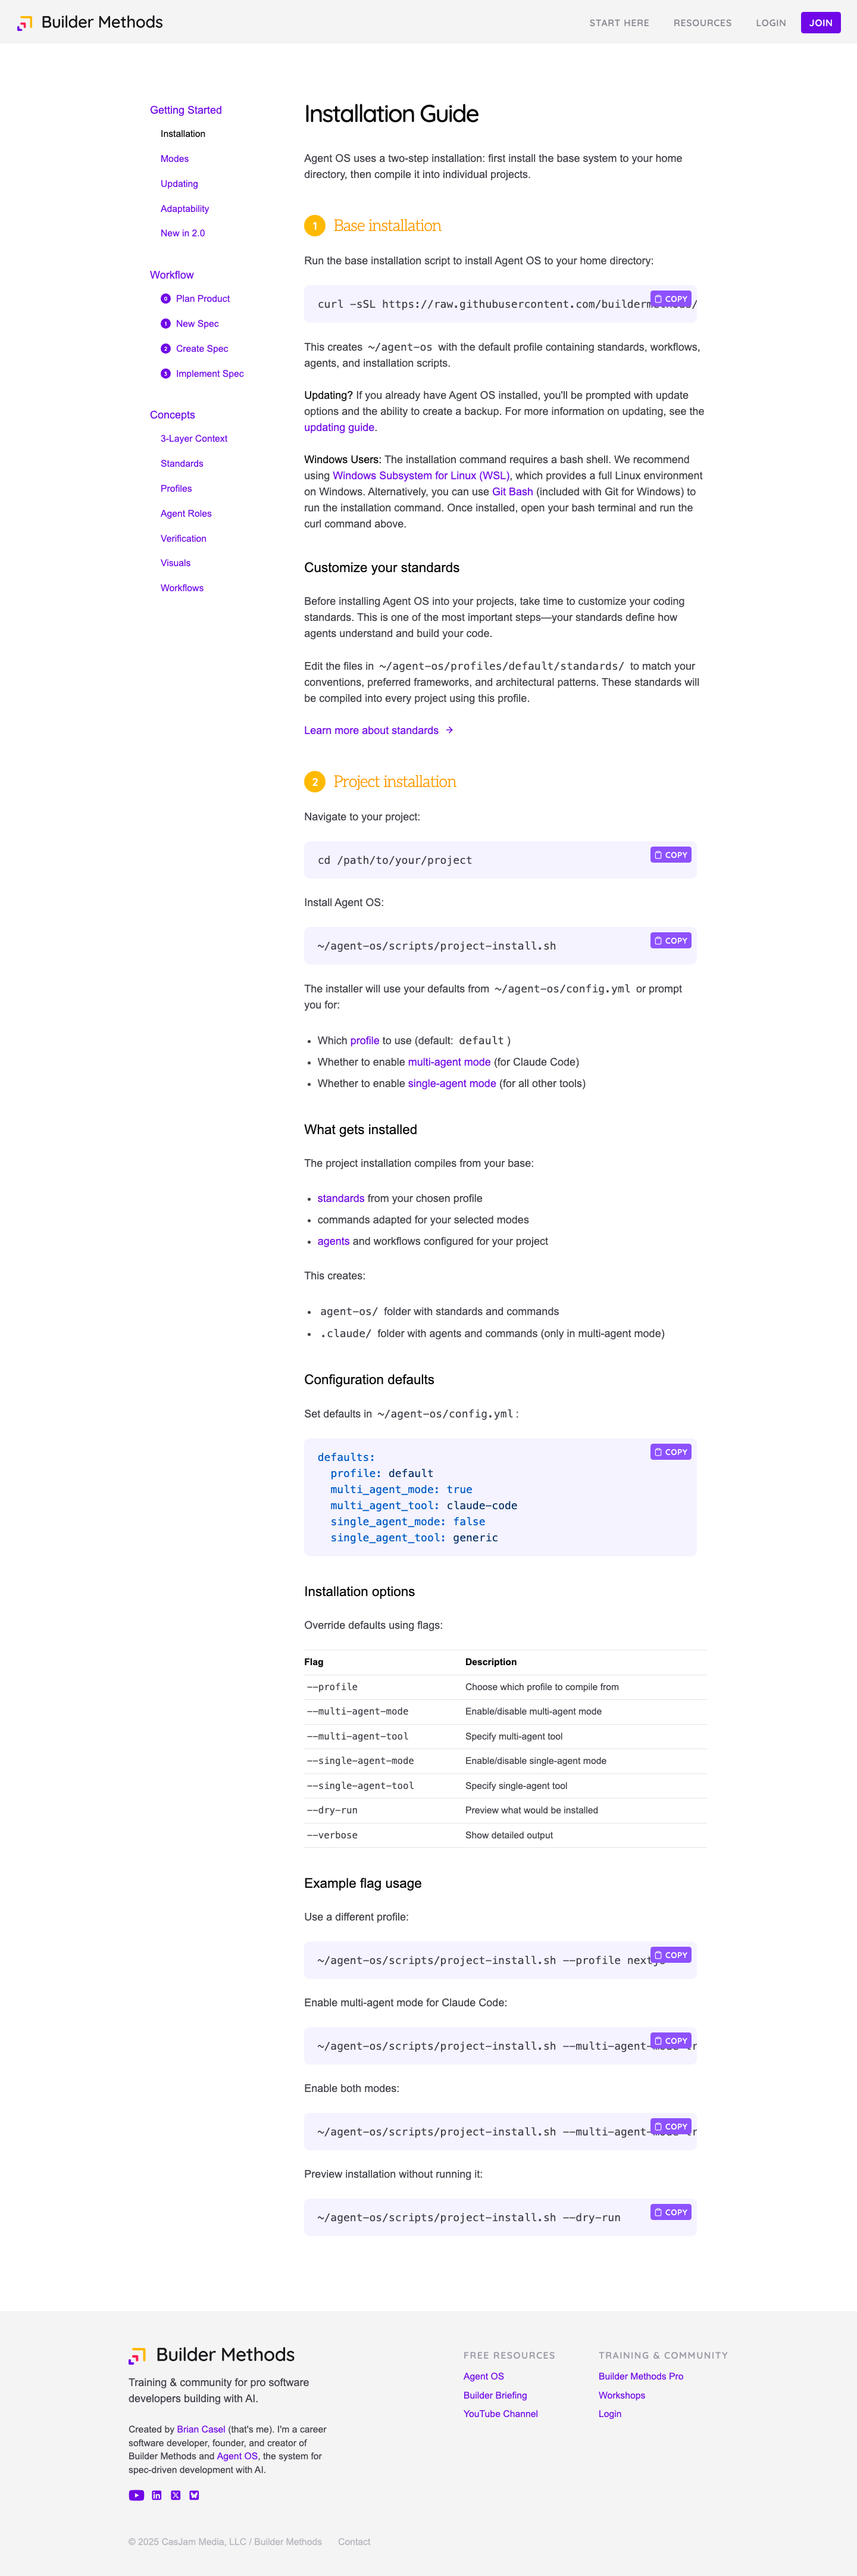 Builder Methods
START HERE
RESOURCES
LOGIN
JOIN
Getting Started
Installation
Modes
Updating
Adaptability
New in 2.0
Workflow
0 Plan Product
1 New Spec
2 Create Spec
3 Implement Spec
Concepts
3-Layer Context
Standards
Profiles
Agent Roles
Verification
Visuals
Workflows
Installation Guide
Agent OS uses a two-step installation: first install the base system to your home
directory, then compile it into individual projects.
1 Base installation
Run the base installation script to install Agent OS to your home directory:
COPY
curl -sSL https://raw.githubusercontent.com/buildermethods/
This creates ~/agent-os with the default profile containing standards, workflows,
agents, and installation scripts.
Updating? If you already have Agent OS installed, you'll be prompted with update
options and the ability to create a backup. For more information on updating, see the
updating guide.
Windows Users: The installation command requires a bash shell. We recommend
using Windows Subsystem for Linux (WSL), which provides a full Linux environment
on Windows. Alternatively, you can use Git Bash (included with Git for Windows) to
run the installation command. Once installed, open your bash terminal and run the
curl command above.
Customize your standards
Before installing Agent OS into your projects, take time to customize your coding
standards. This is one of the most important steps—your standards define how
agents understand and build your code.
Edit the files in ~/agent-os/profiles/default/standards/ to match your
conventions, preferred frameworks, and architectural patterns. These standards will
be compiled into every project using this profile.
Learn more about standards →
2 Project installation
Navigate to your project:
COPY
cd /path/to/your/project
Install Agent OS:
COPY
~/agent-os/scripts/project-install.sh
The installer will use your defaults from ~/agent-os/config.yml or prompt
you for:
• Which profile to use (default: default )
• Whether to enable multi-agent mode (for Claude Code)
• Whether to enable single-agent mode (for all other tools)
What gets installed
The project installation compiles from your base:
• standards from your chosen profile
• commands adapted for your selected modes
• agents and workflows configured for your project
This creates:
• agent-os/ folder with standards and commands
• .claude/ folder with agents and commands (only in multi-agent mode)
Configuration defaults
Set defaults in ~/agent-os/config.yml :
COPY
defaults:
  profile: default
  multi_agent_mode: true
  multi_agent_tool: claude-code
  single_agent_mode: false
  single_agent_tool: generic
Installation options
Override defaults using flags:
Flag Description
--profile Choose which profile to compile from
--multi-agent-mode Enable/disable multi-agent mode
--multi-agent-tool Specify multi-agent tool
--single-agent-mode Enable/disable single-agent mode
--single-agent-tool Specify single-agent tool
--dry-run Preview what would be installed
--verbose Show detailed output
Example flag usage
Use a different profile:
COPY
~/agent-os/scripts/project-install.sh --profile nextjs
Enable multi-agent mode for Claude Code:
COPY
~/agent-os/scripts/project-install.sh --multi-agent-mode tr
Enable both modes:
COPY
~/agent-os/scripts/project-install.sh --multi-agent-mode tr
Preview installation without running it:
COPY
~/agent-os/scripts/project-install.sh --dry-run
Builder Methods
Training & community for pro software
developers building with AI.
Created by Brian Casel (that's me). I'm a career
software developer, founder, and creator of
Builder Methods and Agent OS, the system for
spec-driven development with AI.
FREE RESOURCES
Agent OS
Builder Briefing
YouTube Channel
TRAINING & COMMUNITY
Builder Methods Pro
Workshops
Login
© 2025 CasJam Media, LLC / Builder Methods
Contact